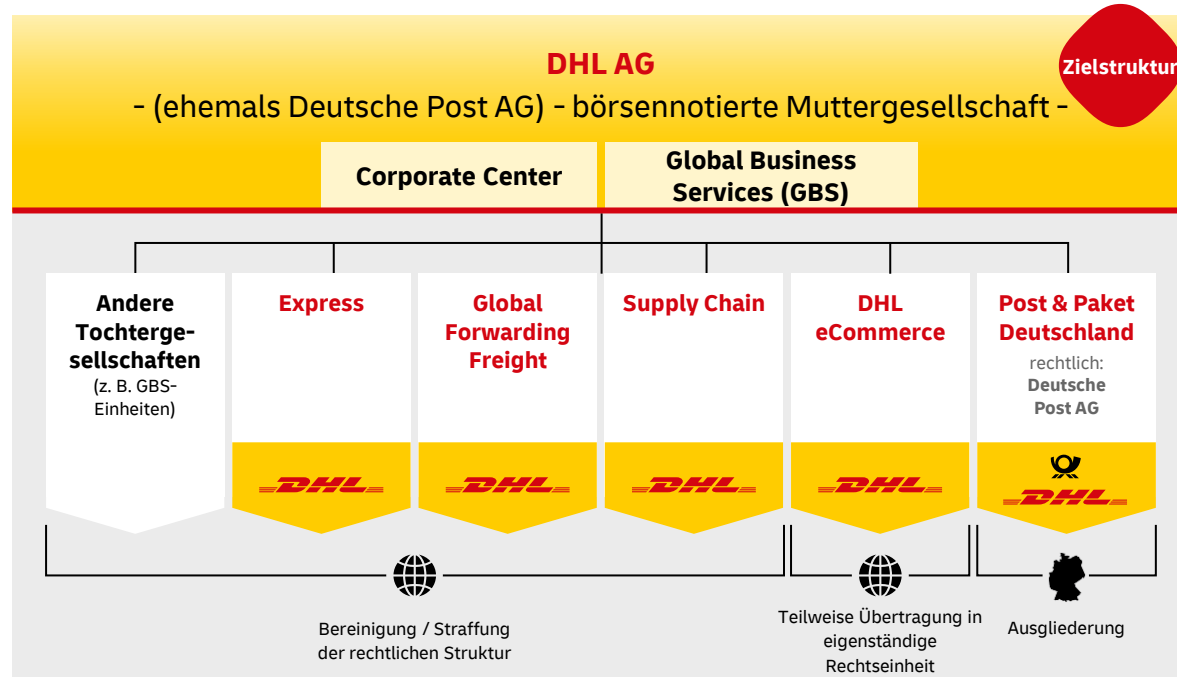 DHL AG
Zielstruktur
- (ehemals Deutsche Post AG) - börsennotierte Muttergesellschaft -
Corporate Center
Global Business
Services (GBS)
Andere
Tochterge-
sellschaften
(z. B. GBS-
Einheiten)
Express
Global
Forwarding
Freight
Supply Chain
DHL
eCommerce
Post & Paket
Deutschland
rechtlich:
Deutsche
Post AG
DHL
DHL
DHL
DHL
DHL
Bereinigung / Straffung
der rechtlichen Struktur
Teilweise Übertragung in
eigenständige
Rechtseinheit
Ausgliederung